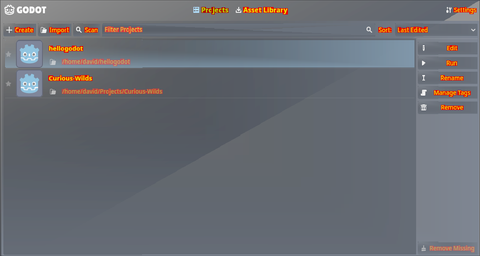 GODOT
Projects
Asset Library
Settings
Create
Import
Scan
Filter Projects
Sort:
Last Edited
hellogodot
/home/david/hellogodot
Curious-Wilds
/home/david/Projects/Curious-Wilds
Edit
Run
Rename
Manage Tags
Remove
Remove Missing